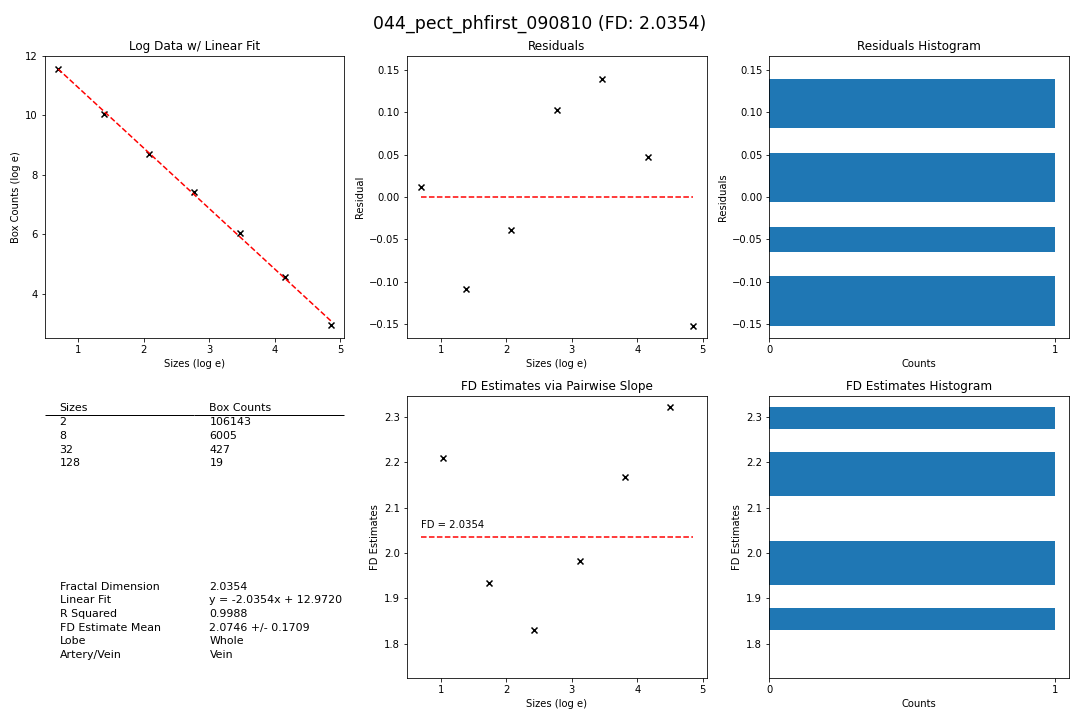 044_pect_phfirst_090810 (FD: 2.0354)
Log Data w/ Linear Fit
12
10
8
6
4
Box Counts (log e)
1 2 3 4 5
Sizes (log e)
Residuals
0.15
0.10
0.05
0.00
−0.05
−0.10
−0.15
Residual
1 2 3 4 5
Sizes (log e)
Residuals Histogram
0.15
0.10
0.05
0.00
−0.05
−0.10
−0.15
Residuals
0 1
Counts
Sizes Box Counts
2 106143
8 6005
32 427
128 19
Fractal Dimension 2.0354
Linear Fit y = -2.0354x + 12.9720
R Squared 0.9988
FD Estimate Mean 2.0746 +/- 0.1709
Lobe Whole
Artery/Vein Vein
FD Estimates via Pairwise Slope
2.3
2.2
2.1
2.0
1.9
1.8
FD Estimates
FD = 2.0354
1 2 3 4 5
Sizes (log e)
FD Estimates Histogram
2.3
2.2
2.1
2.0
1.9
1.8
FD Estimates
0 1
Counts